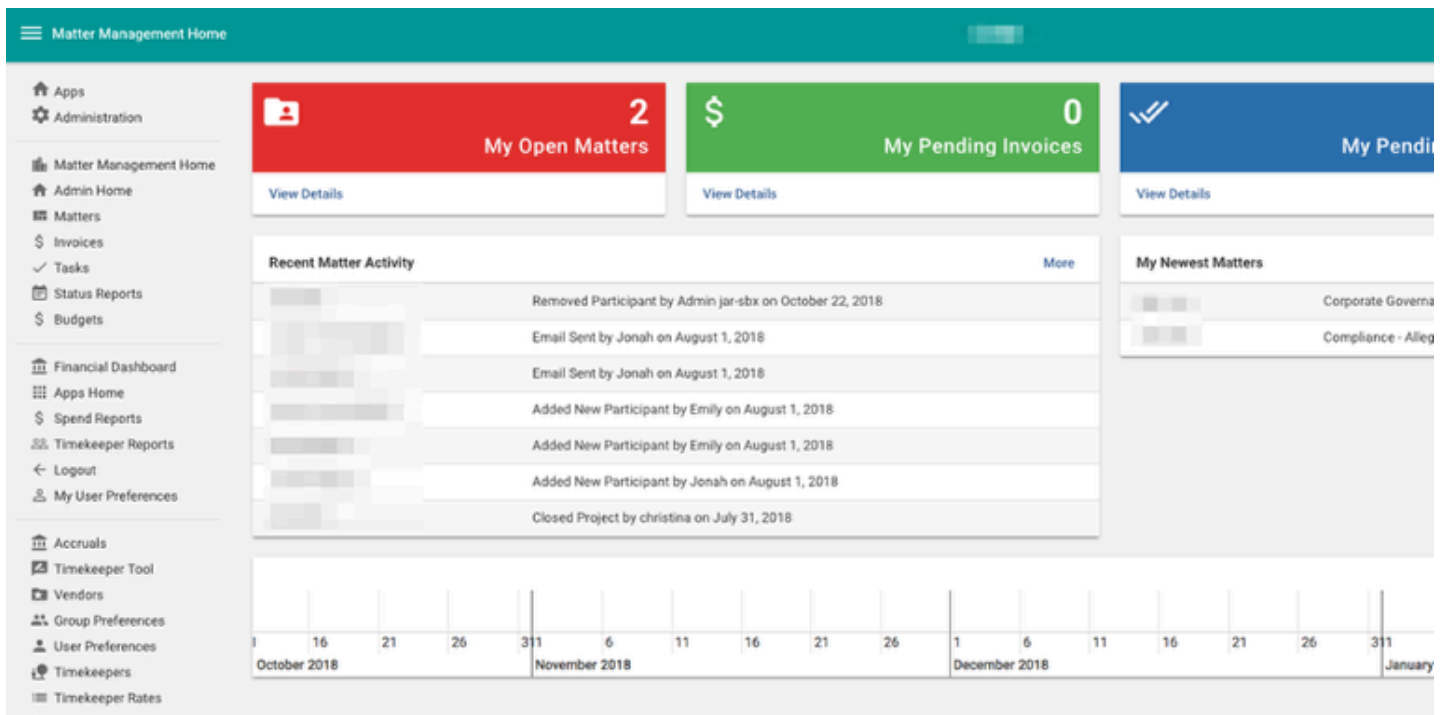 Matter Management Home
Apps
Administration
Matter Management Home
Admin Home
Matters
$ Invoices
Tasks
Status Reports
$ Budgets
Financial Dashboard
Apps Home
$ Spend Reports
Timekeeper Reports
Logout
My User Preferences
Accruals
Timekeeper Tool
Vendors
Group Preferences
User Preferences
Timekeepers
Timekeeper Rates
2
My Open Matters
View Details
$ 0
My Pending Invoices
View Details
My Pendin
View Details
Recent Matter Activity More
Removed Participant by Admin jar-sbx on October 22, 2018
Email Sent by Jonah on August 1, 2018
Email Sent by Jonah on August 1, 2018
Added New Participant by Emily on August 1, 2018
Added New Participant by Emily on August 1, 2018
Added New Participant by Jonah on August 1, 2018
Closed Project by christina on July 31, 2018
My Newest Matters
Corporate Governa
Compliance - Alleg
16 21 26 31 1 6 11 16 21 26 1 6 11 16 21 26 31 1
October 2018 November 2018 December 2018 January